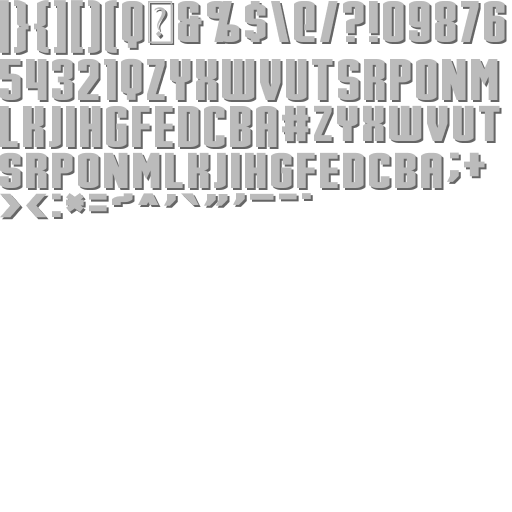 |}{][)(Q?&%$\@/?!09876
54321QZYXWVUTSRPONM
LKJIHGFEDCBA#ZYXWVUT
SRPONMLKJIHGFEDCBA;+
><:*=~^'`"",—-·